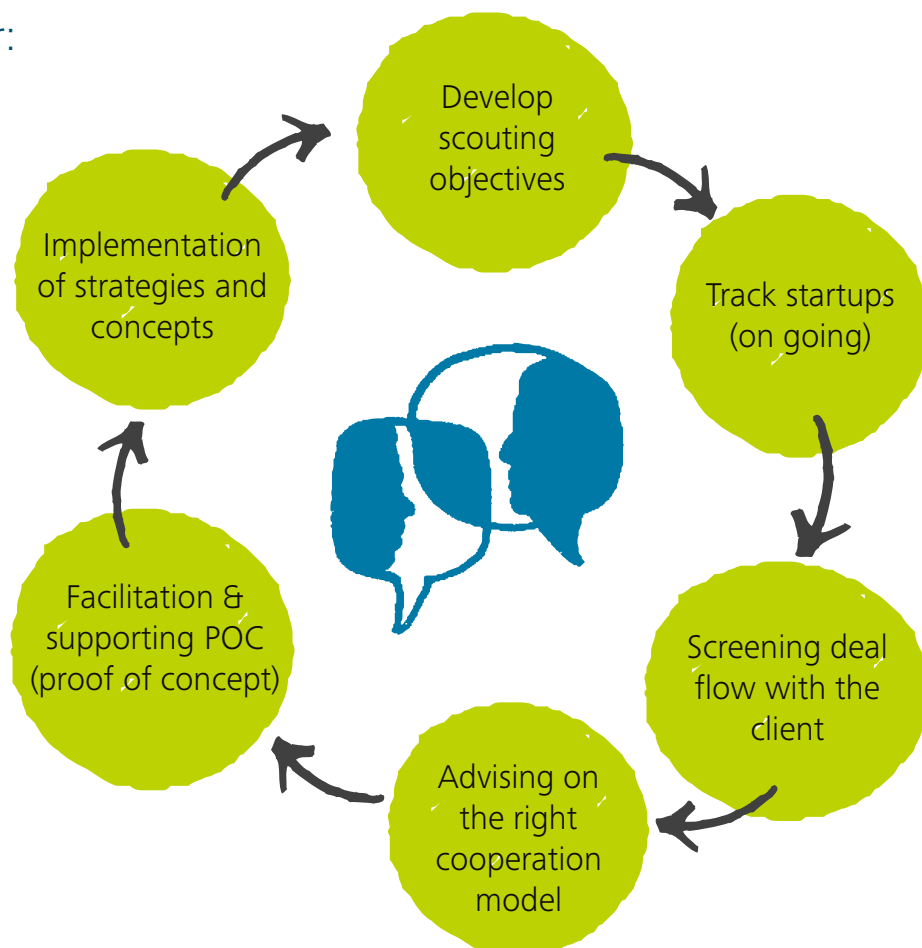 r:
Develop
scouting
objectives
Track startups
(on going)
Screening deal
flow with the
client
Advising on
the right
cooperation
model
Facilitation &
supporting POC
(proof of concept)
Implementation
of strategies and
concepts